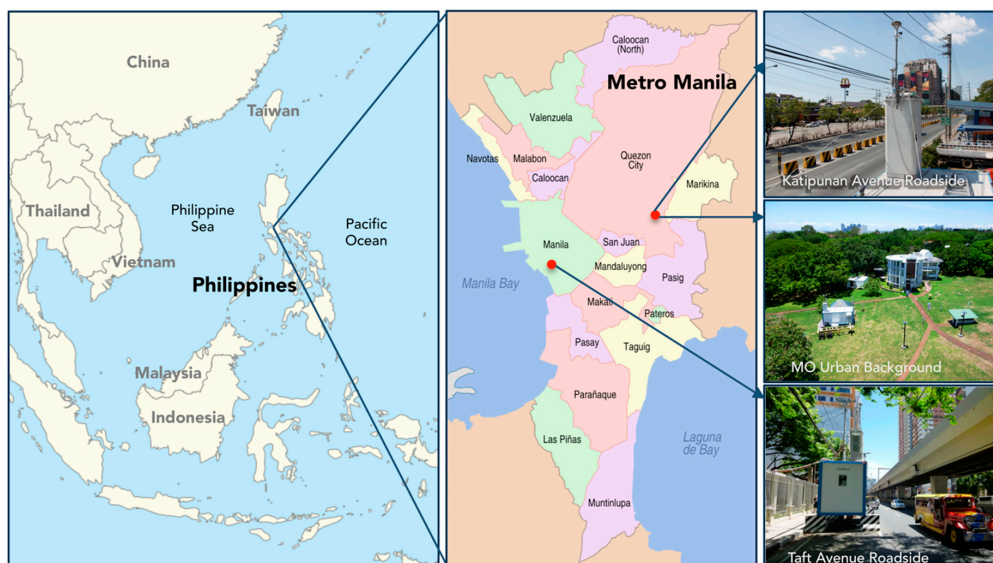 China
Taiwan
Thailand
Philippine
Sea
Pacific
Ocean
Vietnam
Philippines
Malaysia
Indonesia
Caloocan
(North)
Metro Manila
Valenzuela
Navotas
Malabon
Quezon
City
Caloocan
Marikina
Manila
San Juan
Mandaluyong
Manila Bay
Pasig
Makati
Pateros
Pasay
Taguig
Parañaque
Las Piñas
Laguna
de Bay
Muntinlupa
Katipunan Avenue Roadside
MO Urban Background
Taft Avenue Roadside